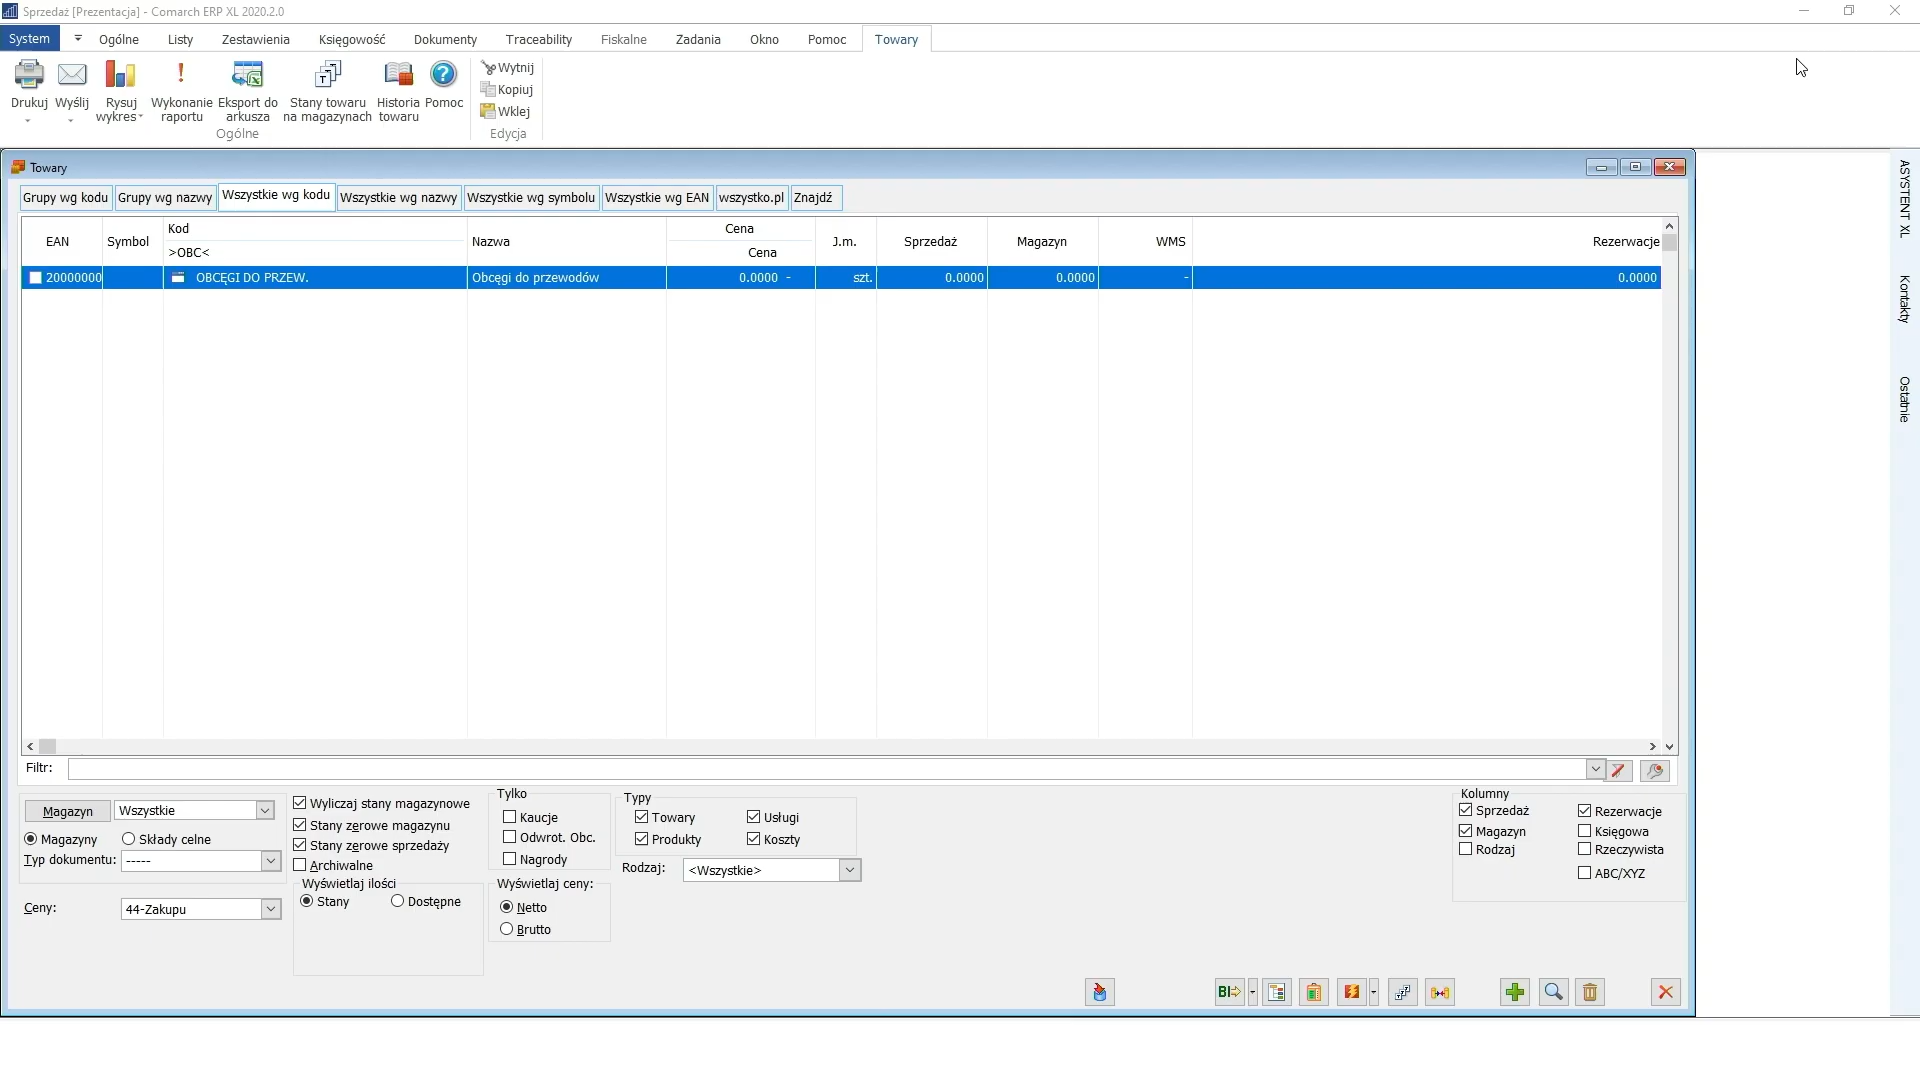 Sprzedaż [Prezentacja] - Comarch ERP XL 2020.2.0
System Ogólne Listy Zestawienia Księgowość Dokumenty Traceability Fiskalne Zadania Okno Pomoc Towary
Drukuj Wyślij Rysuj wykres Wykonanie raportu Eksport do arkusza Stany towaru na magazynach Historia towaru Pomoc
Ogólne
Wytnij
Kopiuj
Wklej
Edycja
Towary
Grupy wg kodu Grupy wg nazwy Wszystkie wg kodu Wszystkie wg nazwy Wszystkie wg symbolu Wszystkie wg EAN wszystko.pl Znajdź
EAN Symbol Kod Nazwa Cena J.m. Sprzedaż Magazyn WMS Rezerwacje
>OBC< Cena
20000000 OBCĘGI DO PRZEW. Obcęgi do przewodów 0.0000 - szt. 0.0000 0.0000 - 0.0000
Filtr:
Magazyn Wszystkie
Magazyny Składy celne
Typ dokumentu: -----
Ceny: 44-Zakupu
Wyliczaj stany magazynowe
Stany zerowe magazynu
Stany zerowe sprzedaży
Archiwalne
Wyświetlaj ilości
Stany Dostępne
Tylko
Kaucje
Odwrot. Obc.
Nagrody
Wyświetlaj ceny:
Netto
Brutto
Typy
Towary Usługi
Produkty Koszty
Rodzaj: <Wszystkie>
Kolumny
Sprzedaż Rezerwacje
Magazyn Księgowa
Rodzaj Rzeczywista
ABC/XYZ
BI
ASYSTENT XL
Kontakty
Ostatnie